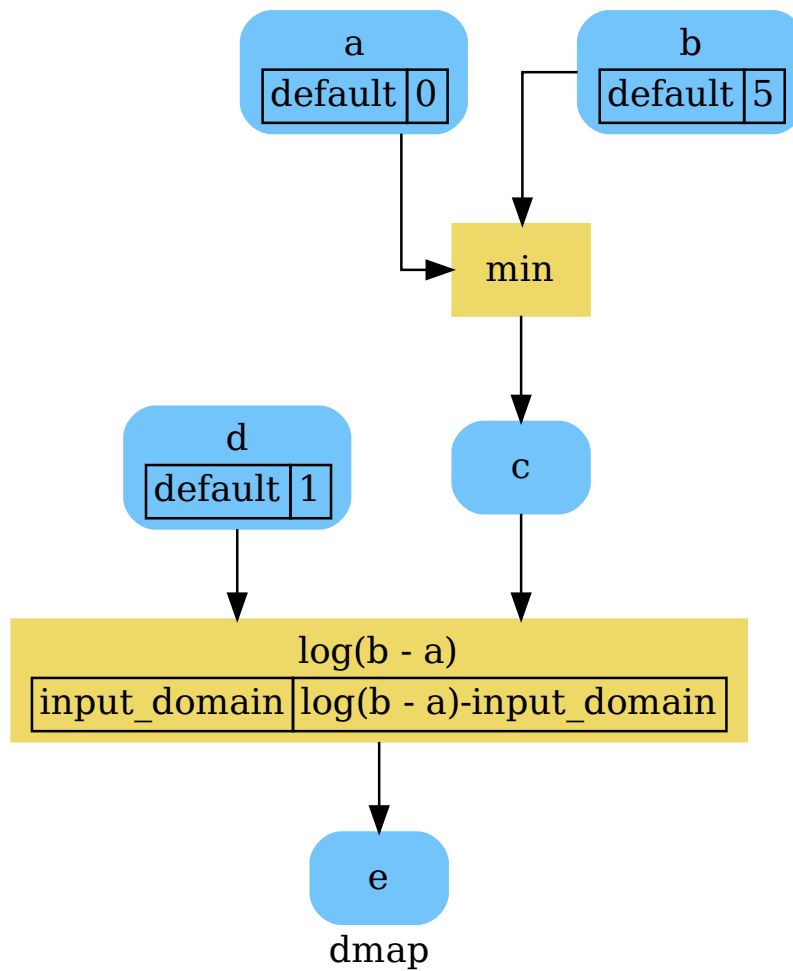 a
default 0
b
default 5
min
d
default 1
c
log(b - a)
input_domain log(b - a)-input_domain
e
dmap